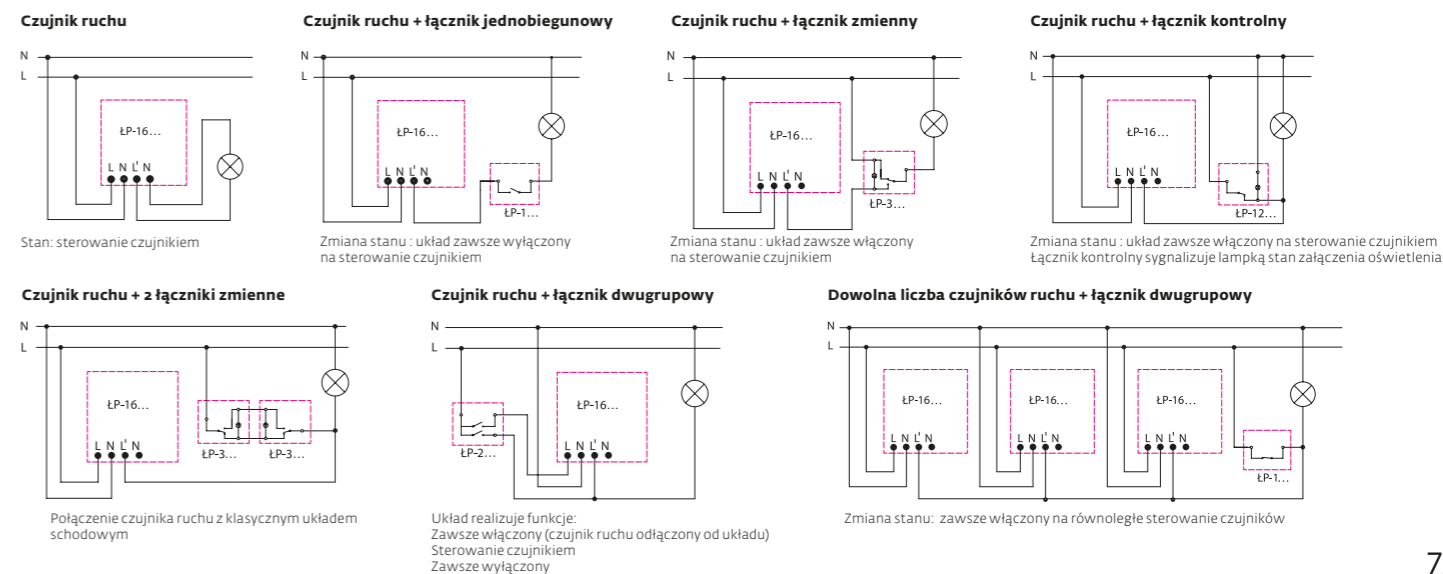 Czujnik ruchu
N
L
ŁP-16...
L N L' N
Stan: sterowanie czujnikiem
Czujnik ruchu + łącznik jednobiegunowy
N
L
ŁP-16...
L N L' N
ŁP-1...
Zmiana stanu : układ zawsze wyłączony
na sterowanie czujnikiem
Czujnik ruchu + łącznik zmienny
N
L
ŁP-16...
L N L' N
ŁP-3...
Zmiana stanu : układ zawsze włączony
na sterowanie czujnikiem
Czujnik ruchu + łącznik kontrolny
N
L
ŁP-16...
L N L' N
ŁP-12...
Zmiana stanu : układ zawsze włączony na sterowanie czujnikiem
Łącznik kontrolny sygnalizuje lampką stan załączenia oświetlenia
Czujnik ruchu + 2 łączniki zmienne
N
L
ŁP-16...
L N L' N
ŁP-3... ŁP-3...
Połączenie czujnika ruchu z klasycznym układem
schodowym
Czujnik ruchu + łącznik dwugrupowy
N
L
ŁP-16...
L N L' N
ŁP-2...
Układ realizuje funkcje:
Zawsze włączony (czujnik ruchu odłączony od układu)
Sterowanie czujnikiem
Zawsze wyłączony
Dowolna liczba czujników ruchu + łącznik dwugrupowy
N
L
ŁP-16... ŁP-16... ŁP-16...
L N L' N L N L' N L N L' N
ŁP-1...
Zmiana stanu: zawsze włączony na równoległe sterowanie czujników
7